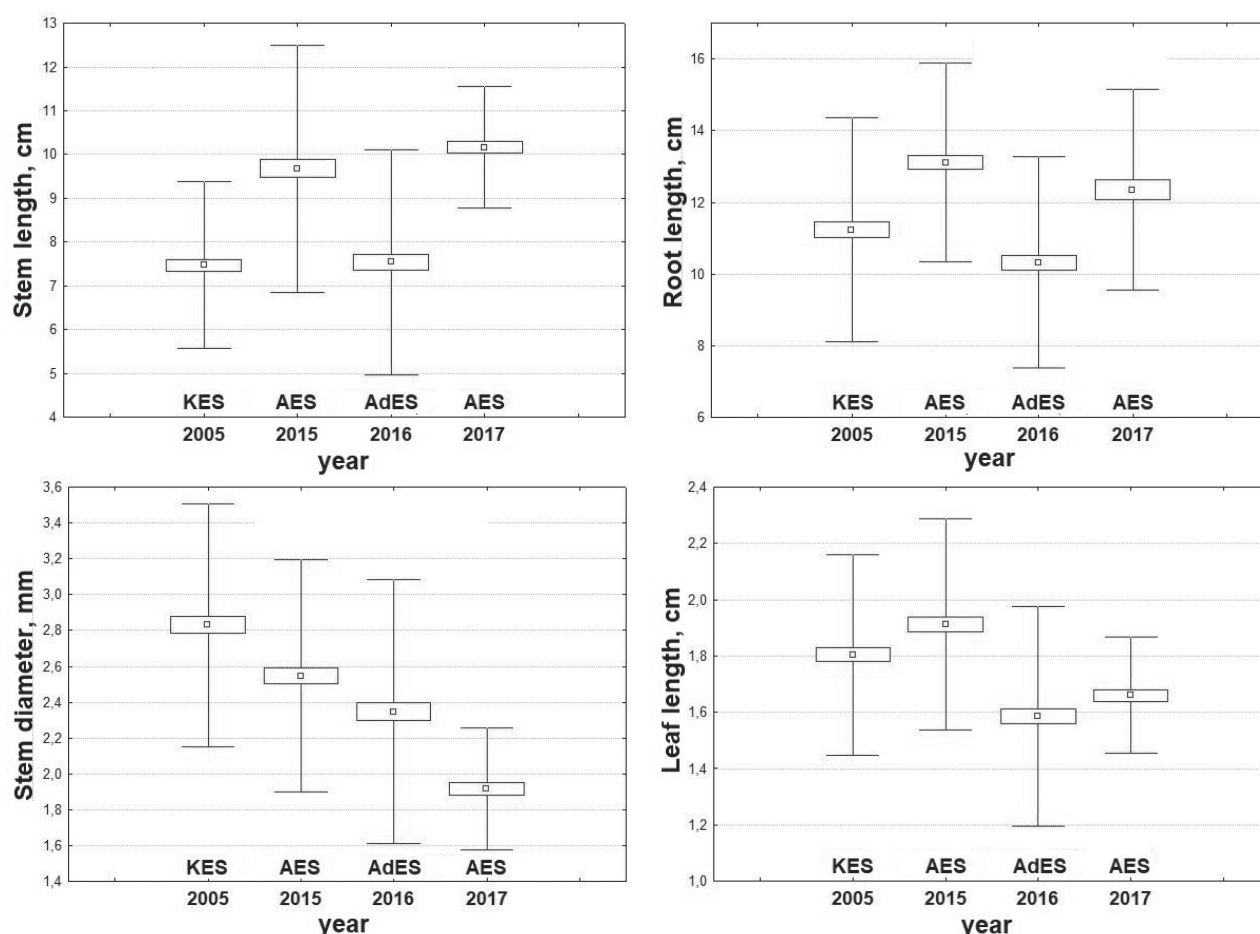 Stem length, cm
13
12
11
10
9
8
7
6
5
4
KES AES AdES AES
2005 2015 2016 2017
year
Root length, cm
16
14
12
10
8
6
KES AES AdES AES
2005 2015 2016 2017
year
Stem diameter, mm
3,6
3,4
3,2
3,0
2,8
2,6
2,4
2,2
2,0
1,8
1,6
1,4
KES AES AdES AES
2005 2015 2016 2017
year
Leaf length, cm
2,4
2,2
2,0
1,8
1,6
1,4
1,2
1,0
KES AES AdES AES
2005 2015 2016 2017
year